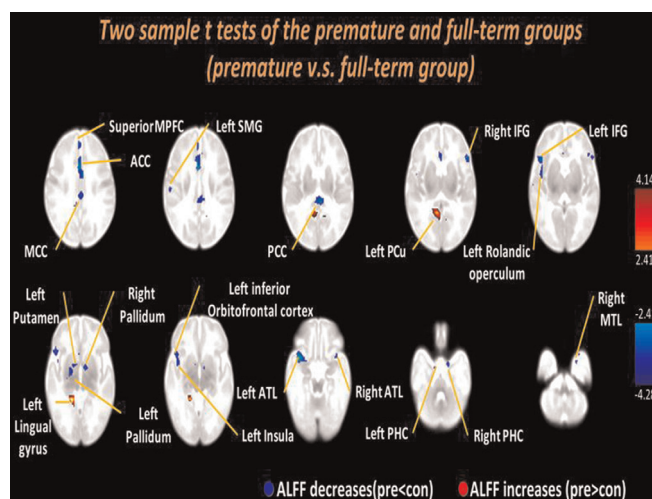 Two sample t tests of the premature and full-term groups
(premature v.s. full-term group)
Superior MPFC
Left SMG
Right IFG
Left IFG
ACC
MCC
PCC
Left PCu
Left Rolandic
operculum
4.14
2.41
Left
Putamen
Right
Pallidum
Left inferior
Orbitofrontal cortex
Right
MTL
-2.41
-4.28
Left
Lingual
gyrus
Left
Pallidum
Left Insula
Left ATL
Right ATL
Left PHC
Right PHC
ALFF decreases(pre<con)
ALFF increases (pre>con)